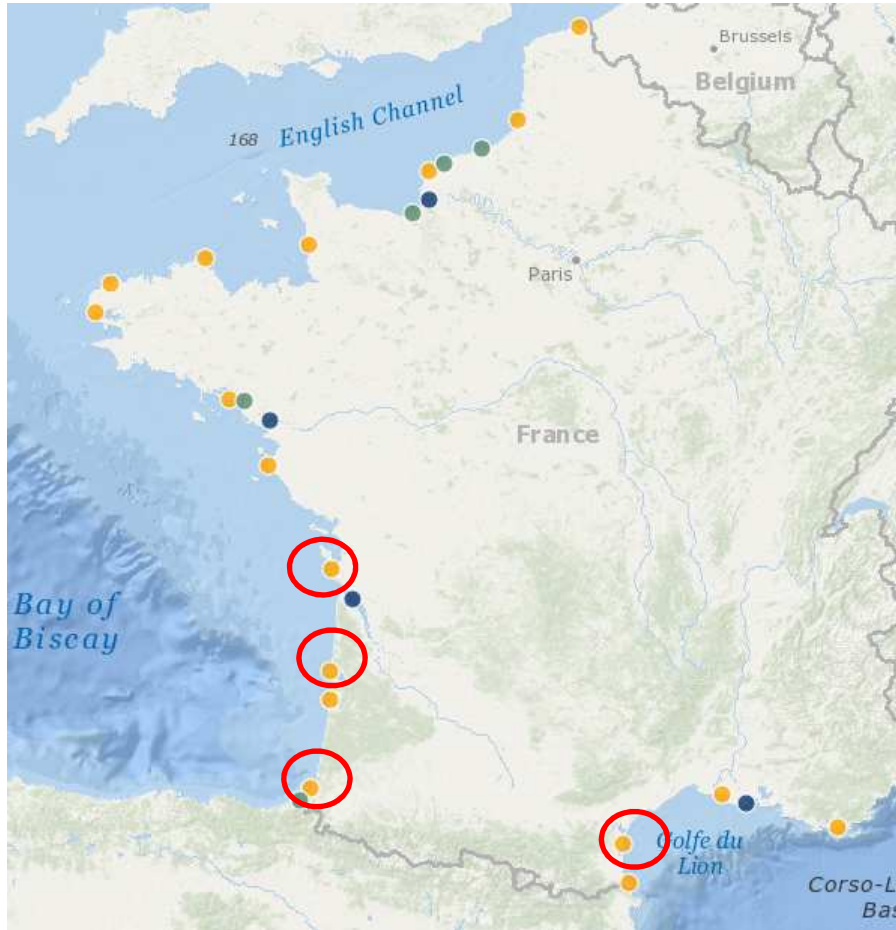 Brussels
Belgium
English Channel
168
Paris
France
Bay of
Biscay
Golfe du
Lion
Corso-L
Bas